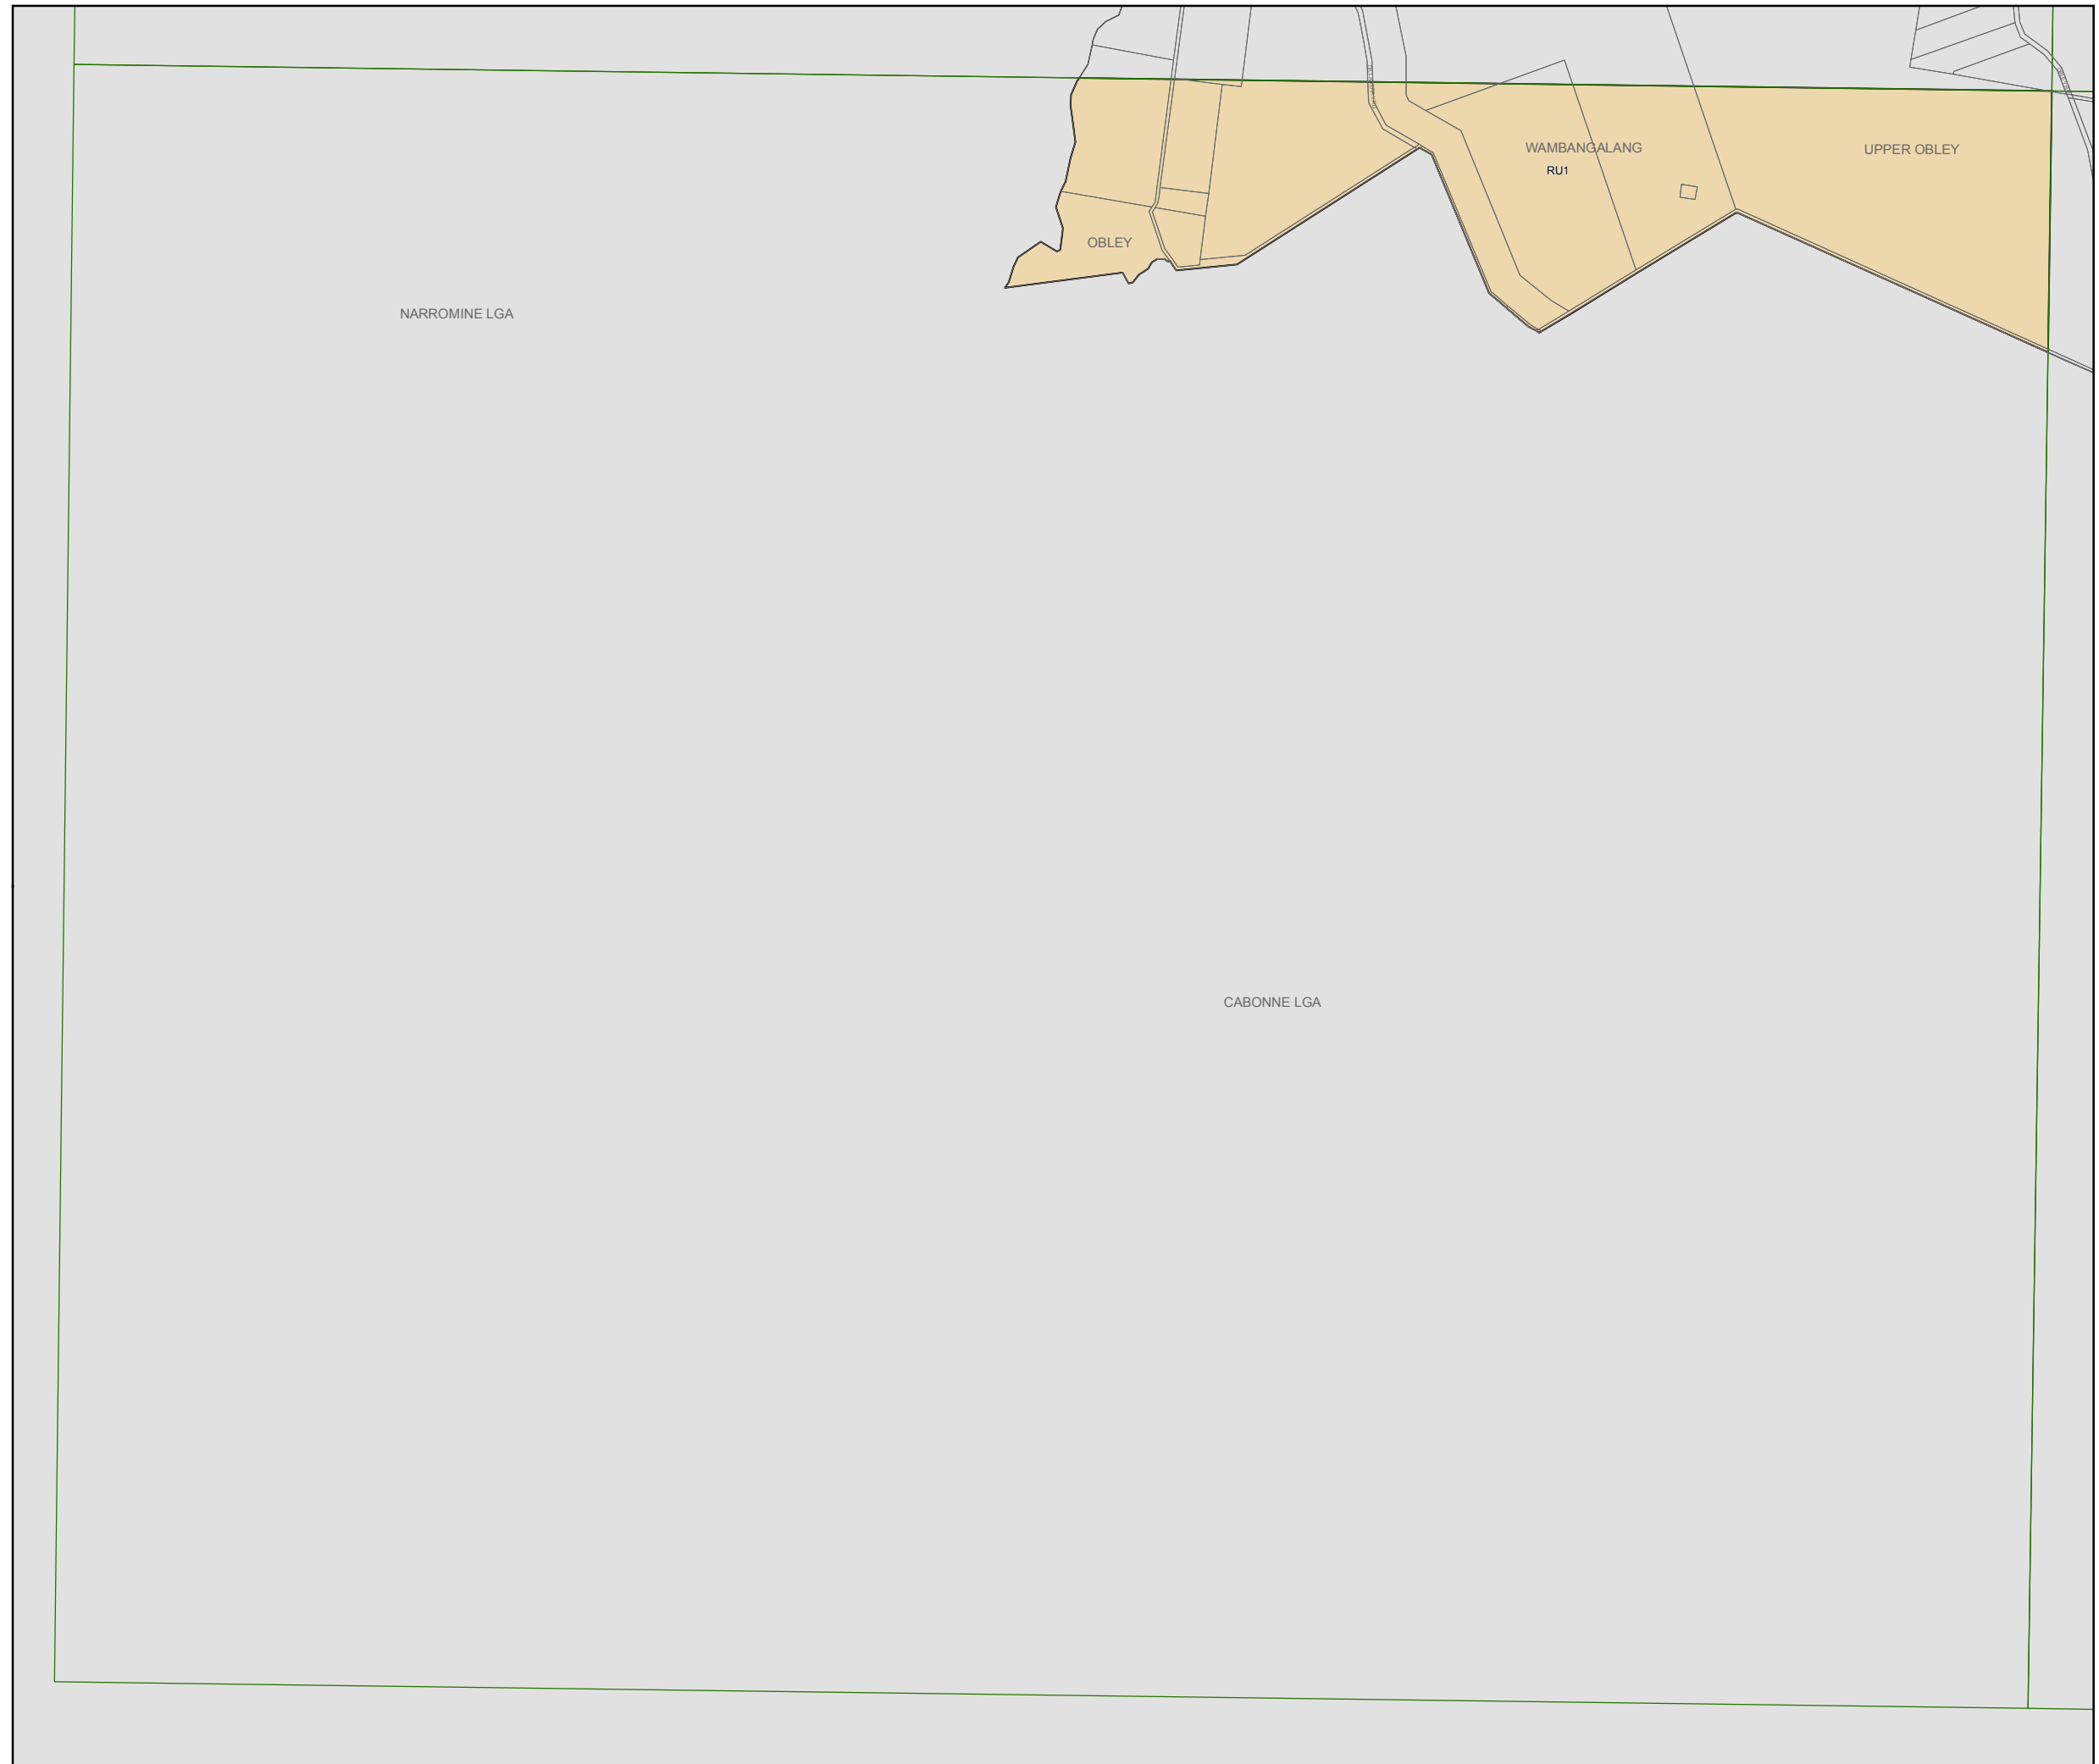 WAMBANGALANG
UPPER OBLEY
RU1
OBLEY
NARROMINE LGA
CABONNE LGA